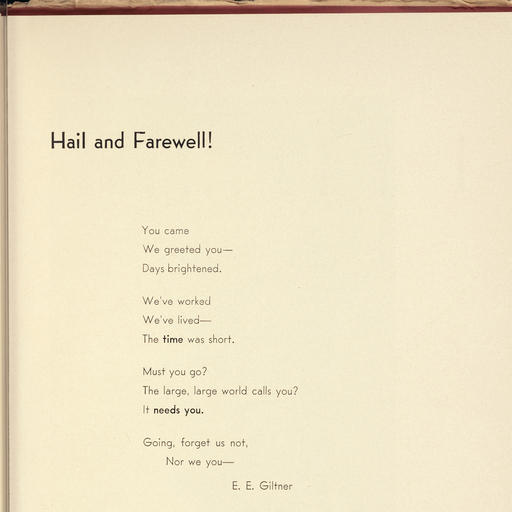 Hail and Farewell!
You came
We greeted you—
Days brightened.
We've worked
We've lived—
The time was short.
Must you go?
The large, large world calls you?
It needs you.
Going, forget us not,
Nor we you—
E. E. Giltner